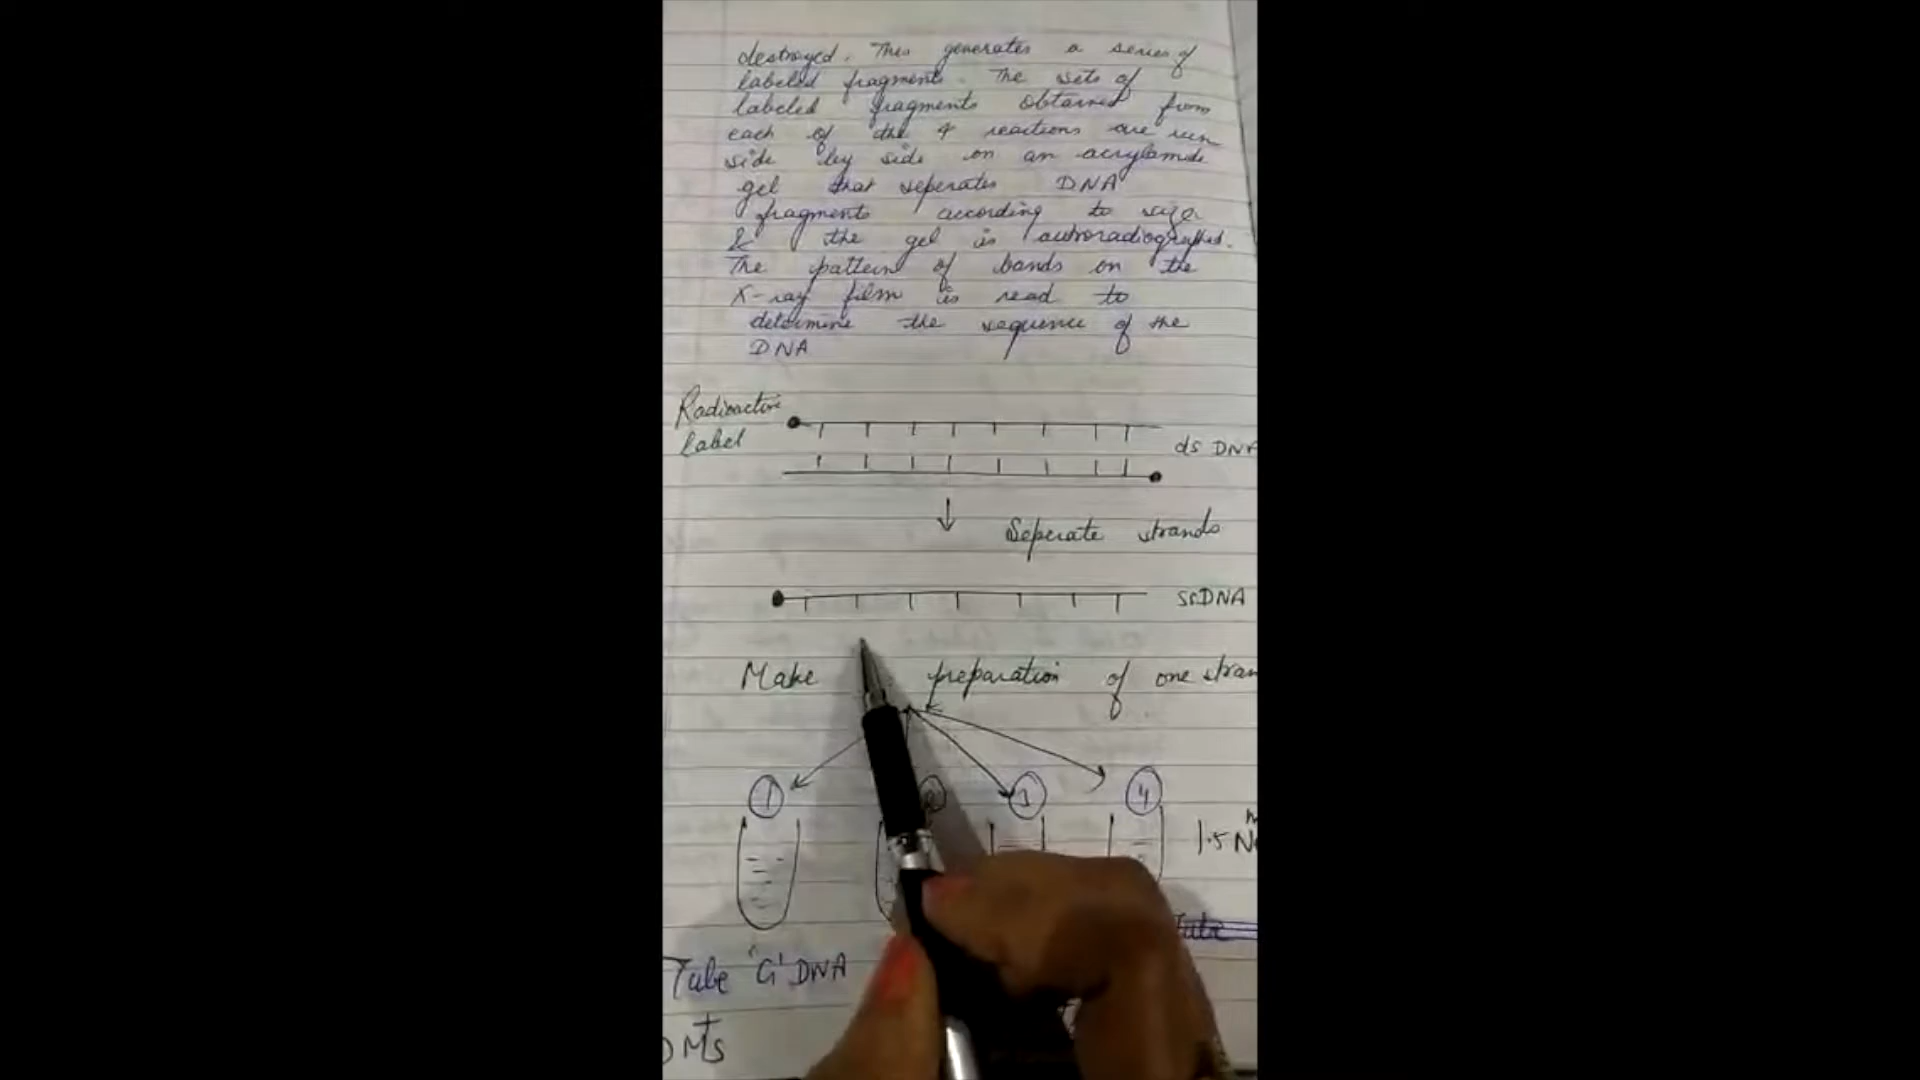 destroyed. This generates a series of
labeled fragments. The sets of
labeled fragments obtained from
each of the 4 reactions are run
side by side on an acrylamide
gel that seperates DNA
fragments according to size
& the gel is autoradiographed.
The pattern of bands on the
X-ray film is read to
determine the sequence of the
DNA
Radioactive
label
ds DNA
Seperate strands
ssDNA
Make preparation of one stran
1 2 3 4
1.5 N
Tube
Tube 'G' DNA
DMS